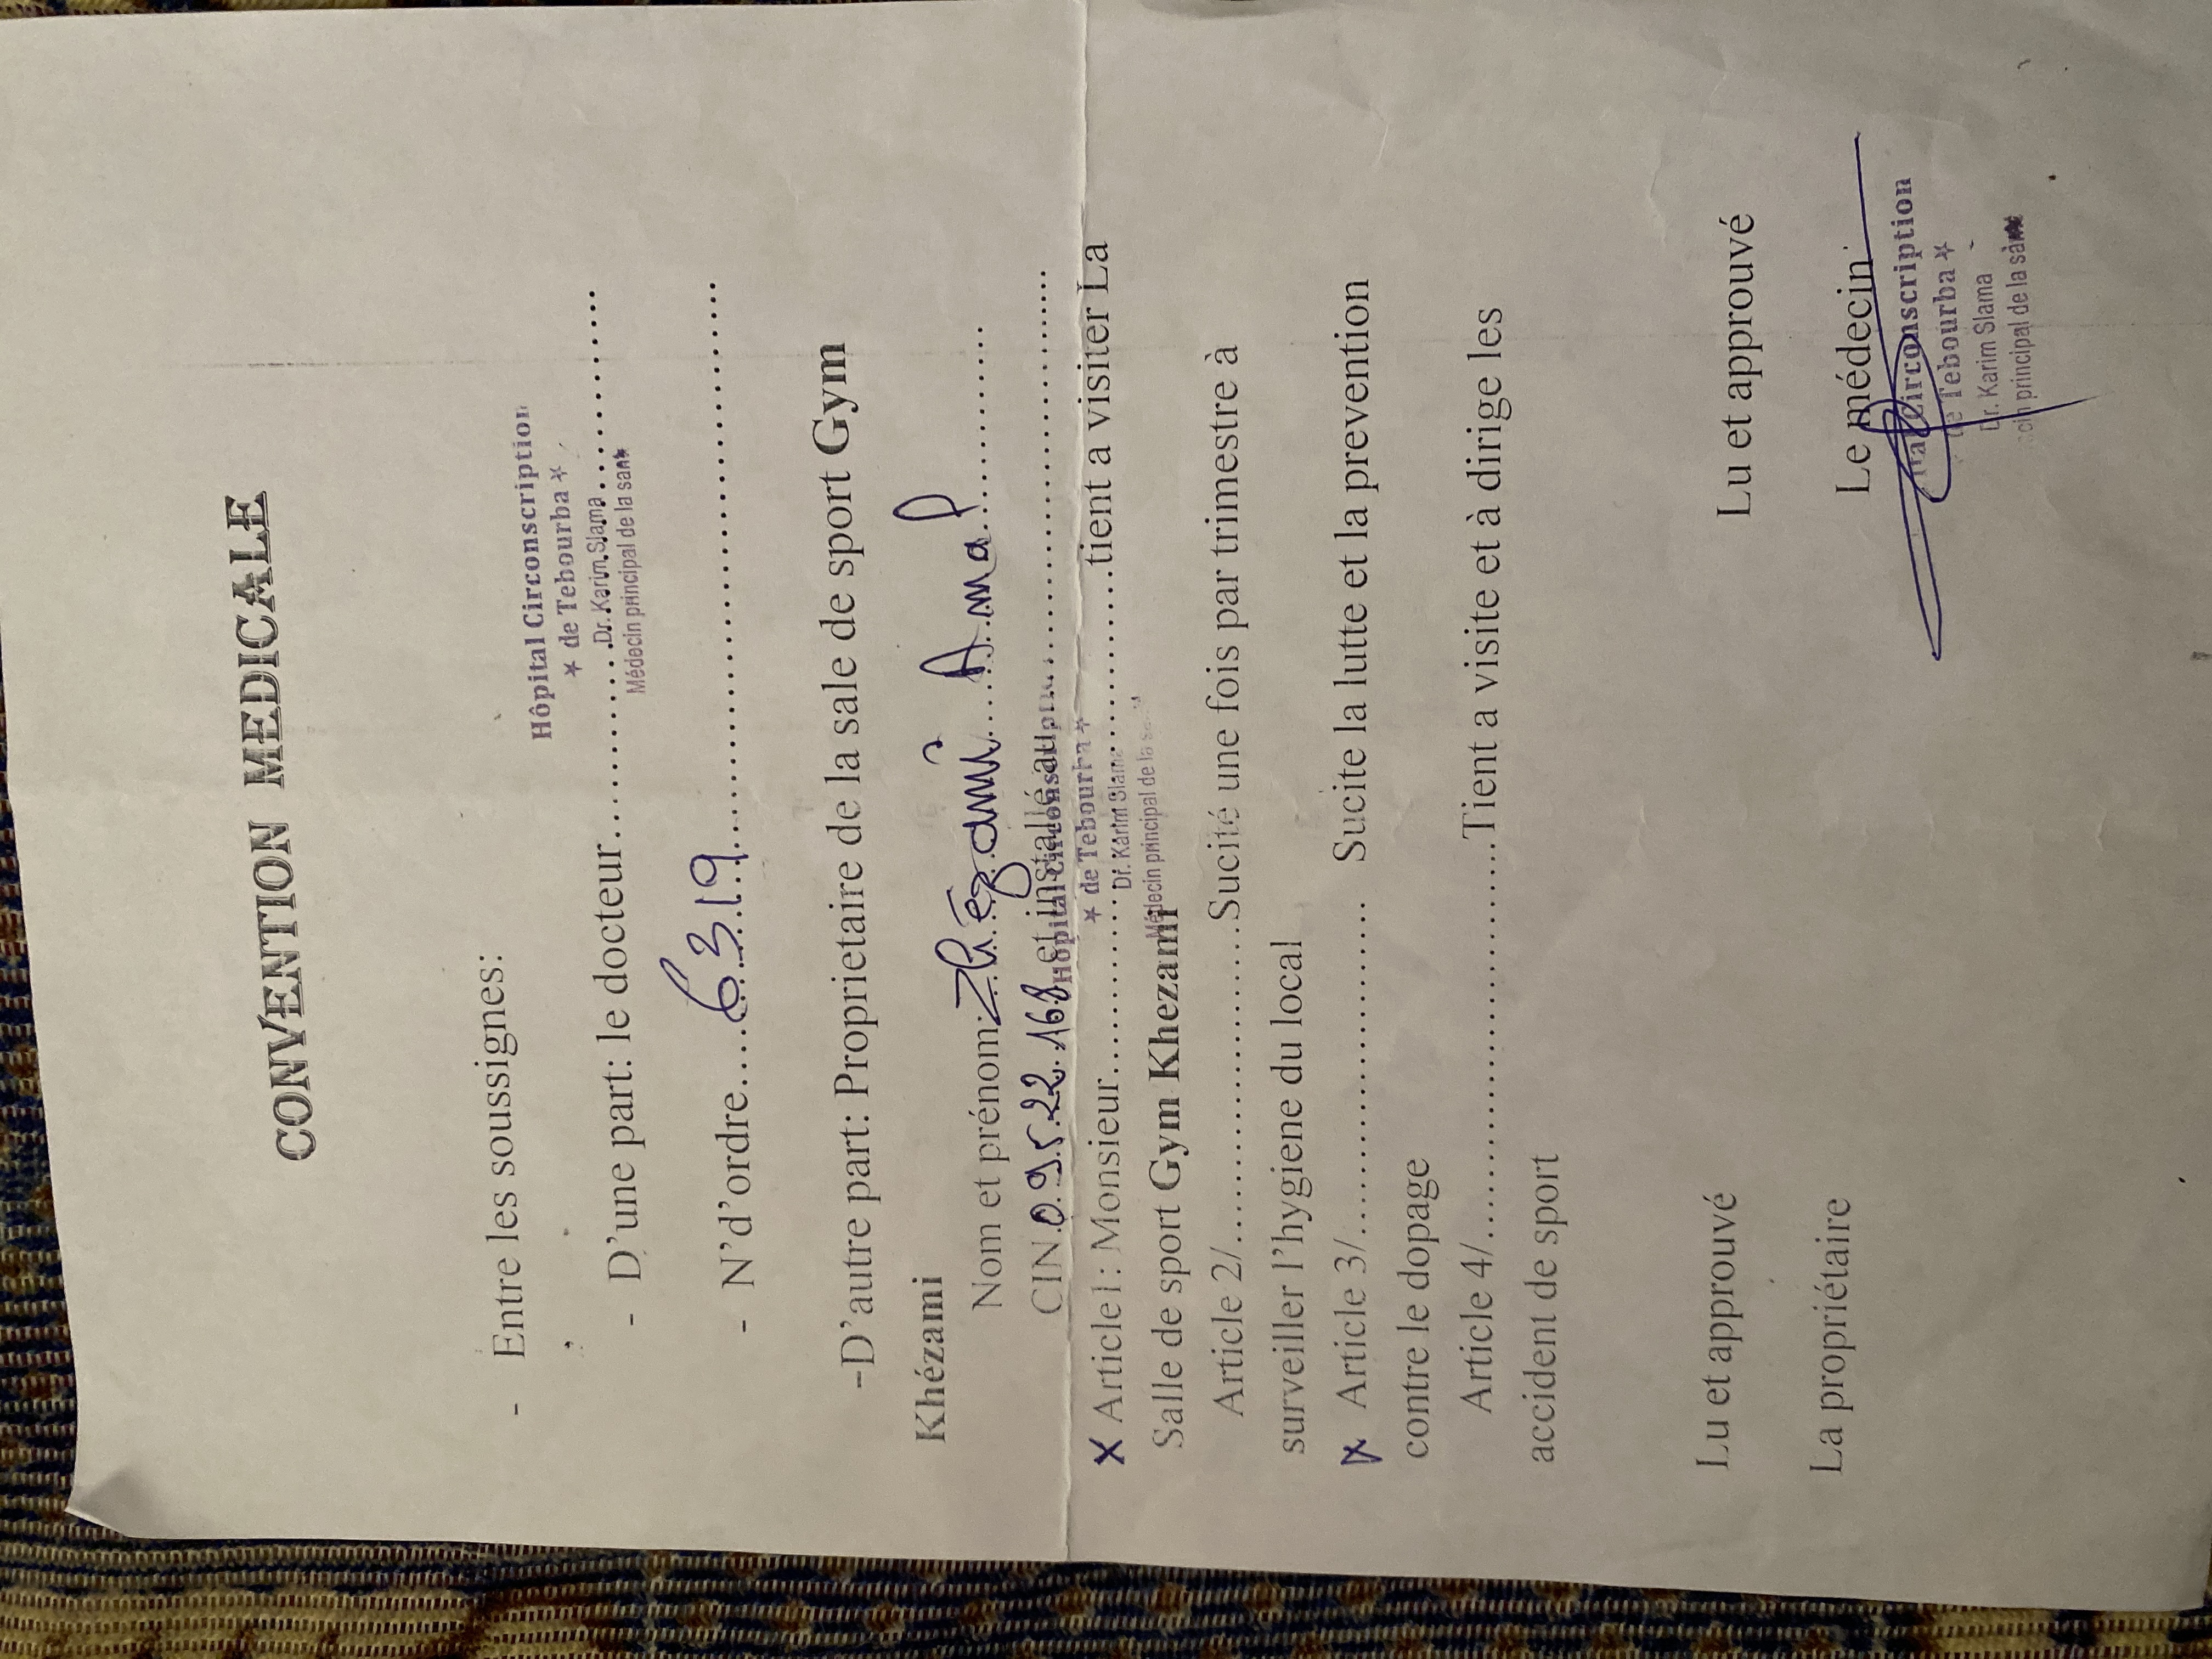 CONVENTION MEDICALE
- Entre les soussignes:
Hôpital Circonscription
* de Tebourba *
- D'une part: le docteur..............................
Dr. Karim Slama
Médecin principal de la santé
- N'd'ordre....6319..............................
-D'autre part: Proprietaire de la sale de sport Gym
Khézami
Nom et prénom: Khézami Amal
CIN 09522168 et installé au..............................
Hôpital Circonscription
* de Tebourba *
X Article1: Monsieur..............................tient a visiter La
Dr. Karim Slama
Médecin principal de la
Salle de sport Gym Khezami
Article 2/..............................Sucité une fois par trimestre à
surveiller l'hygiene du local
X Article 3/.............................. Sucite la lutte et la prevention
contre le dopage
Article 4/..............................Tient a visite et à dirige les
accident de sport
Lu et approuvé Lu et approuvé
La propriétaire Le médecin
Circonscription
de Tebourba *
Dr. Karim Slama
principal de la santé